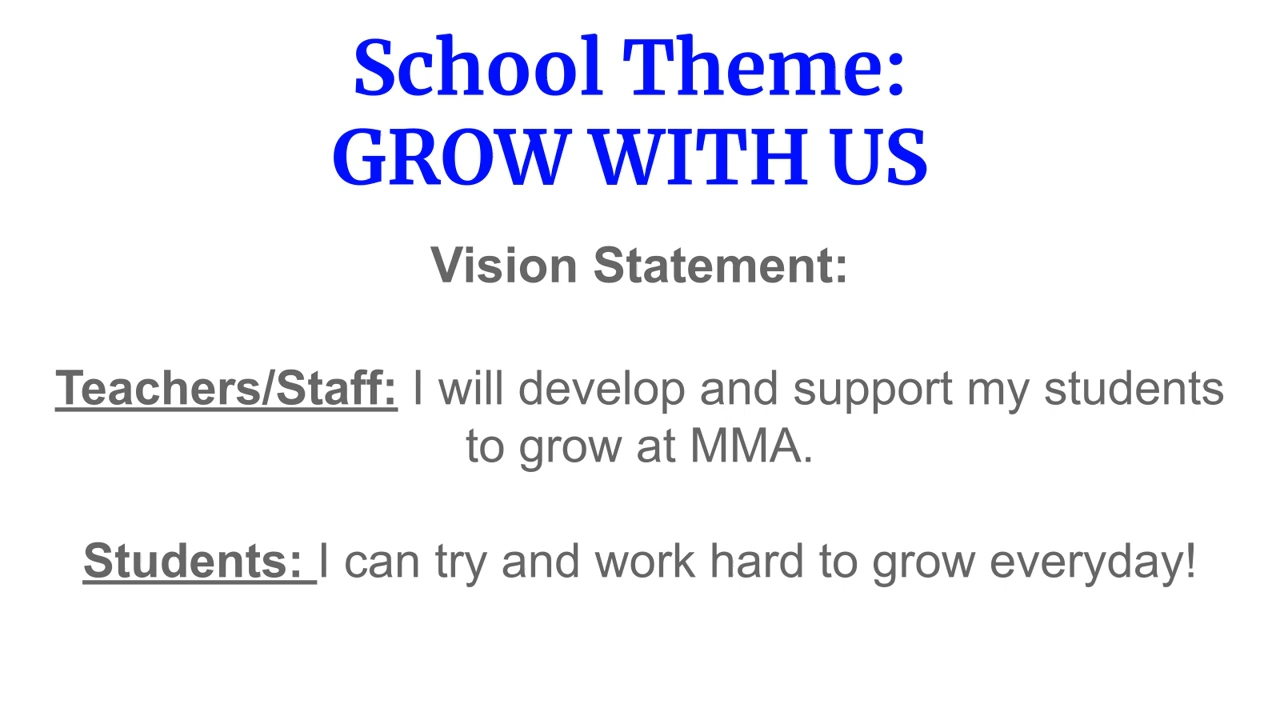 School Theme:
GROW WITH US
Vision Statement:
Teachers/Staff: I will develop and support my students
to grow at MMA.
Students: I can try and work hard to grow everyday!